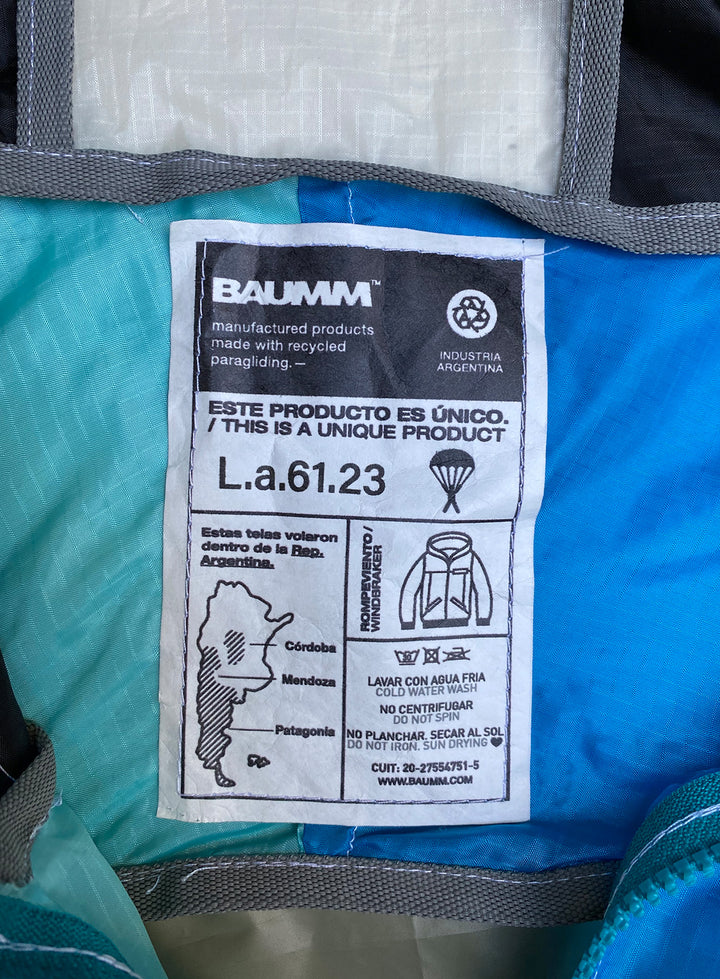 BAUMM™
manufactured products
made with recycled
paragliding.—
INDUSTRIA
ARGENTINA
ESTE PRODUCTO ES ÚNICO.
/ THIS IS A UNIQUE PRODUCT
L.a.61.23
Estas telas volaron
dentro de la Rep.
Argentina.
Córdoba
Mendoza
Patagonia
ROMPEVIENTO /
WINDBRAKER
30
LAVAR CON AGUA FRIA
COLD WATER WASH
NO CENTRIFUGAR
DO NOT SPIN
NO PLANCHAR. SECAR AL SOL
DO NOT IRON. SUN DRYING
CUIT: 20-27554751-5
WWW.BAUMM.COM